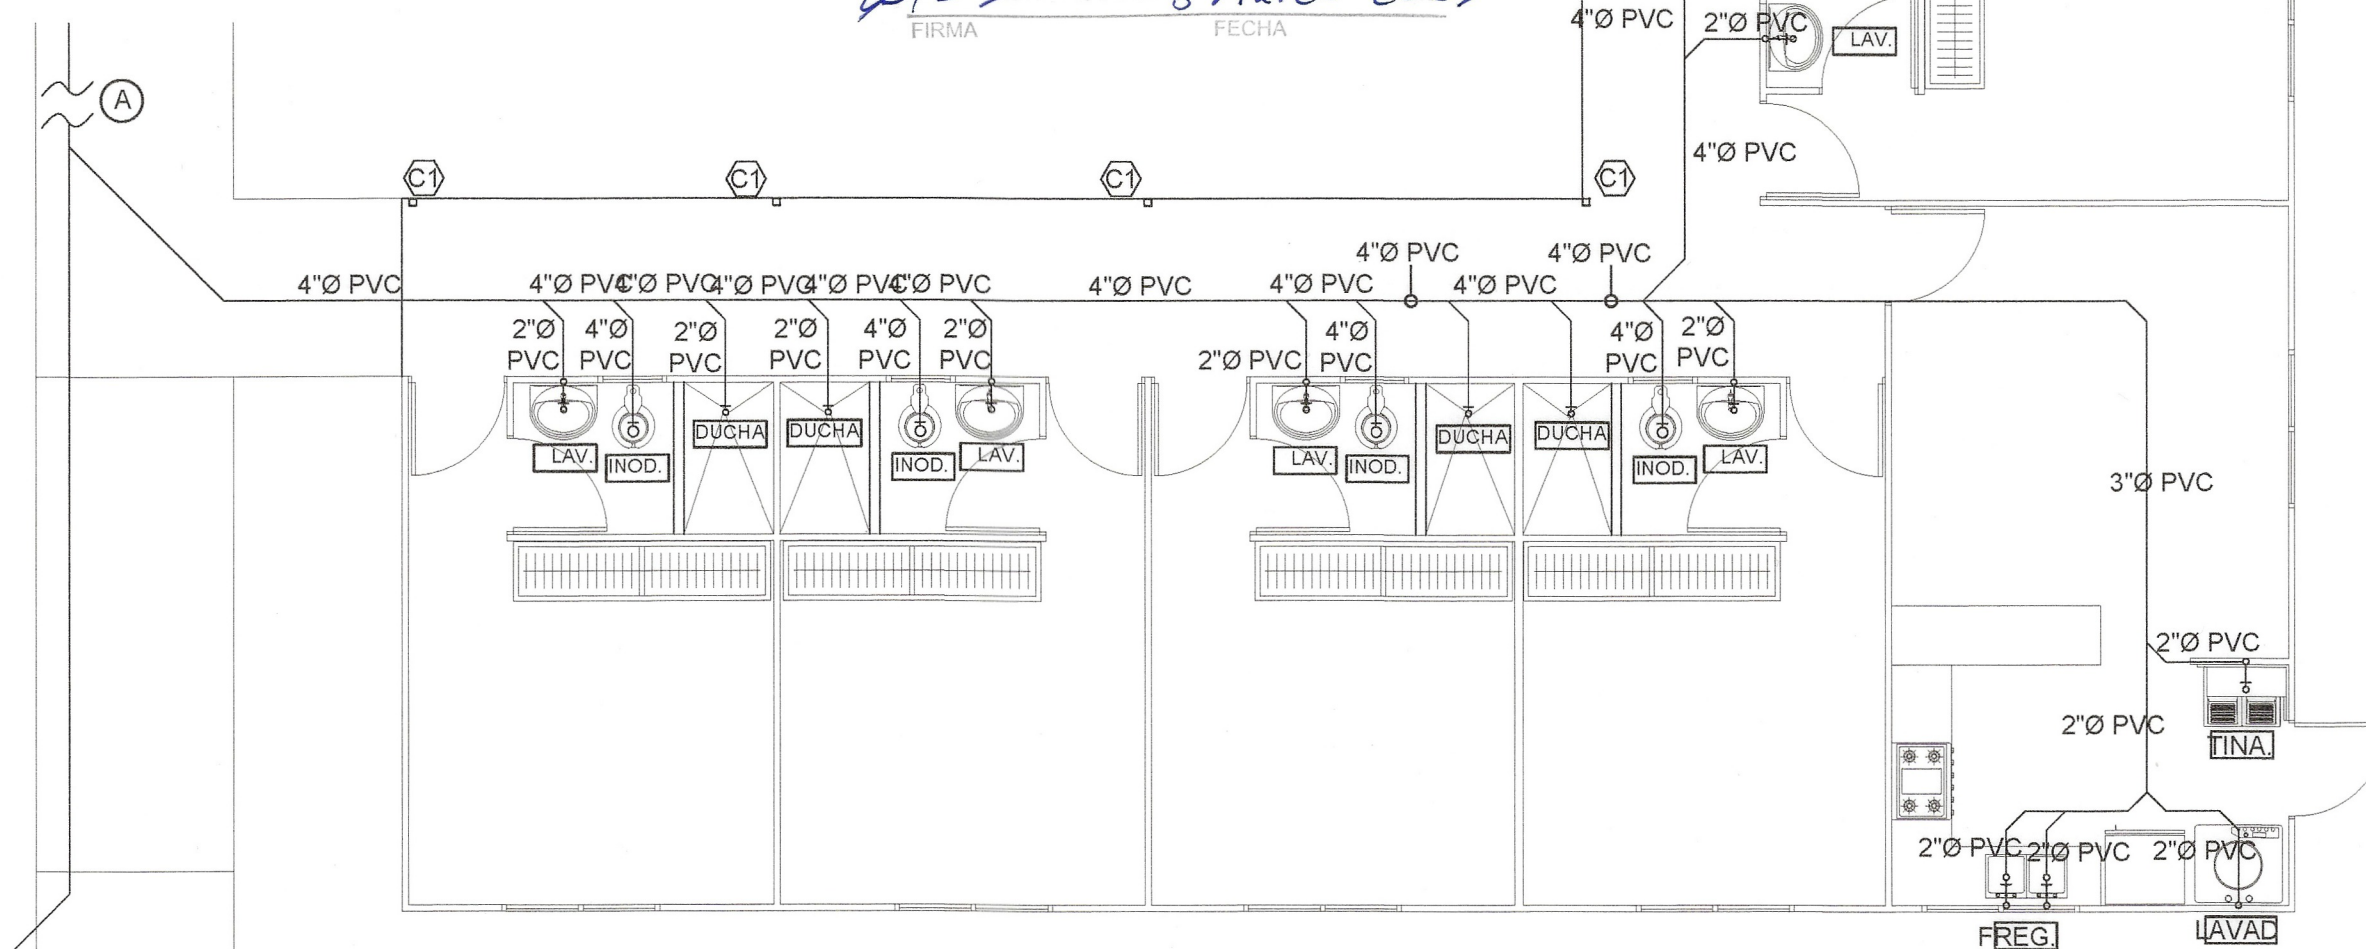 FIRMA
FECHA
4"Ø PVC
2"Ø PVC
LAV.
A
4"Ø PVC
C1
C1
C1
C1
4"Ø PVC
4"Ø PVC
4"Ø PVC
4"Ø PVC
4"Ø PVC
4"Ø PVC
4"Ø PVC
4"Ø PVC
4"Ø PVC
4"Ø PVC
4"Ø PVC
4"Ø PVC
2"Ø
PVC
4"Ø
PVC
2"Ø
PVC
2"Ø
PVC
4"Ø
PVC
2"Ø
PVC
2"Ø PVC
4"Ø
PVC
4"Ø
PVC
2"Ø
PVC
LAV.
INOD.
DUCHA
DUCHA
INOD.
LAV.
LAV.
INOD.
DUCHA
DUCHA
INOD.
LAV.
3"Ø PVC
2"Ø PVC
2"Ø PVC
TINA.
2"Ø PVC
2"Ø PVC
2"Ø PVC
FREG.
LAVAD